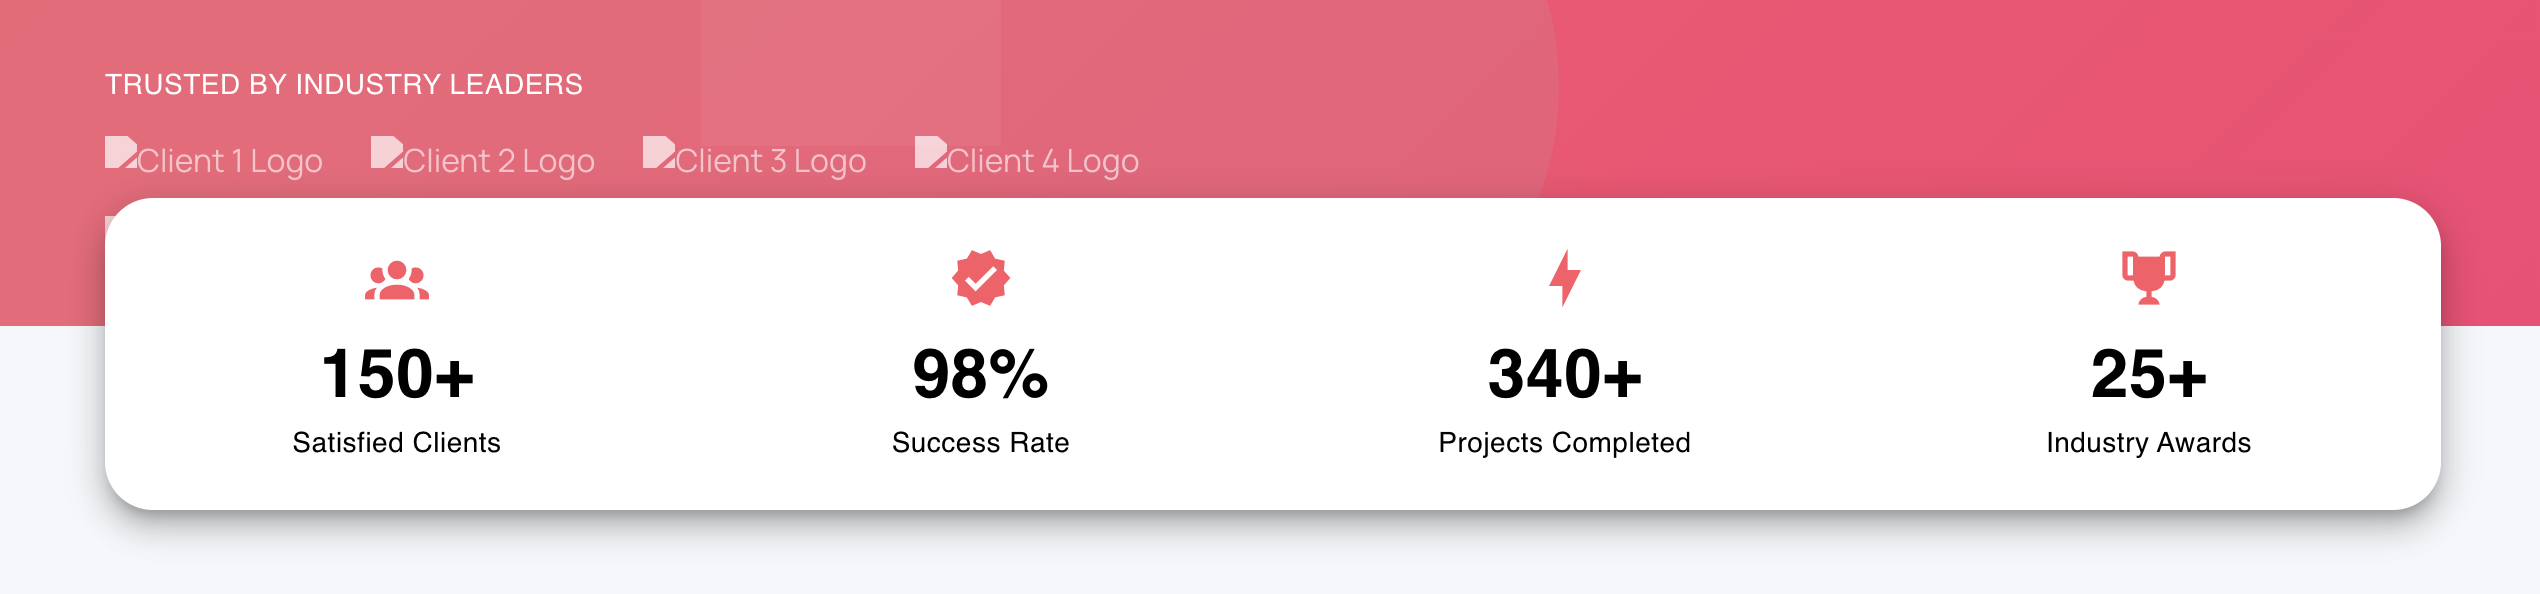 TRUSTED BY INDUSTRY LEADERS
Client 1 Logo Client 2 Logo Client 3 Logo Client 4 Logo
150+ 98% 340+ 25+
Satisfied Clients Success Rate Projects Completed Industry Awards